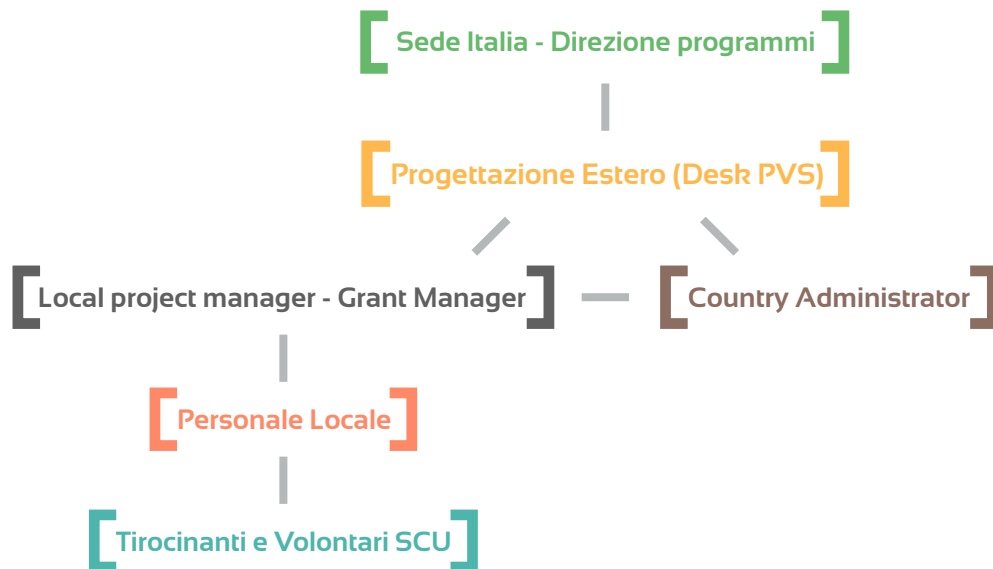 Sede Italia - Direzione programmi
Progettazione Estero (Desk PVS)
Local project manager - Grant Manager
Country Administrator
Personale Locale
Tirocinanti e Volontari SCU